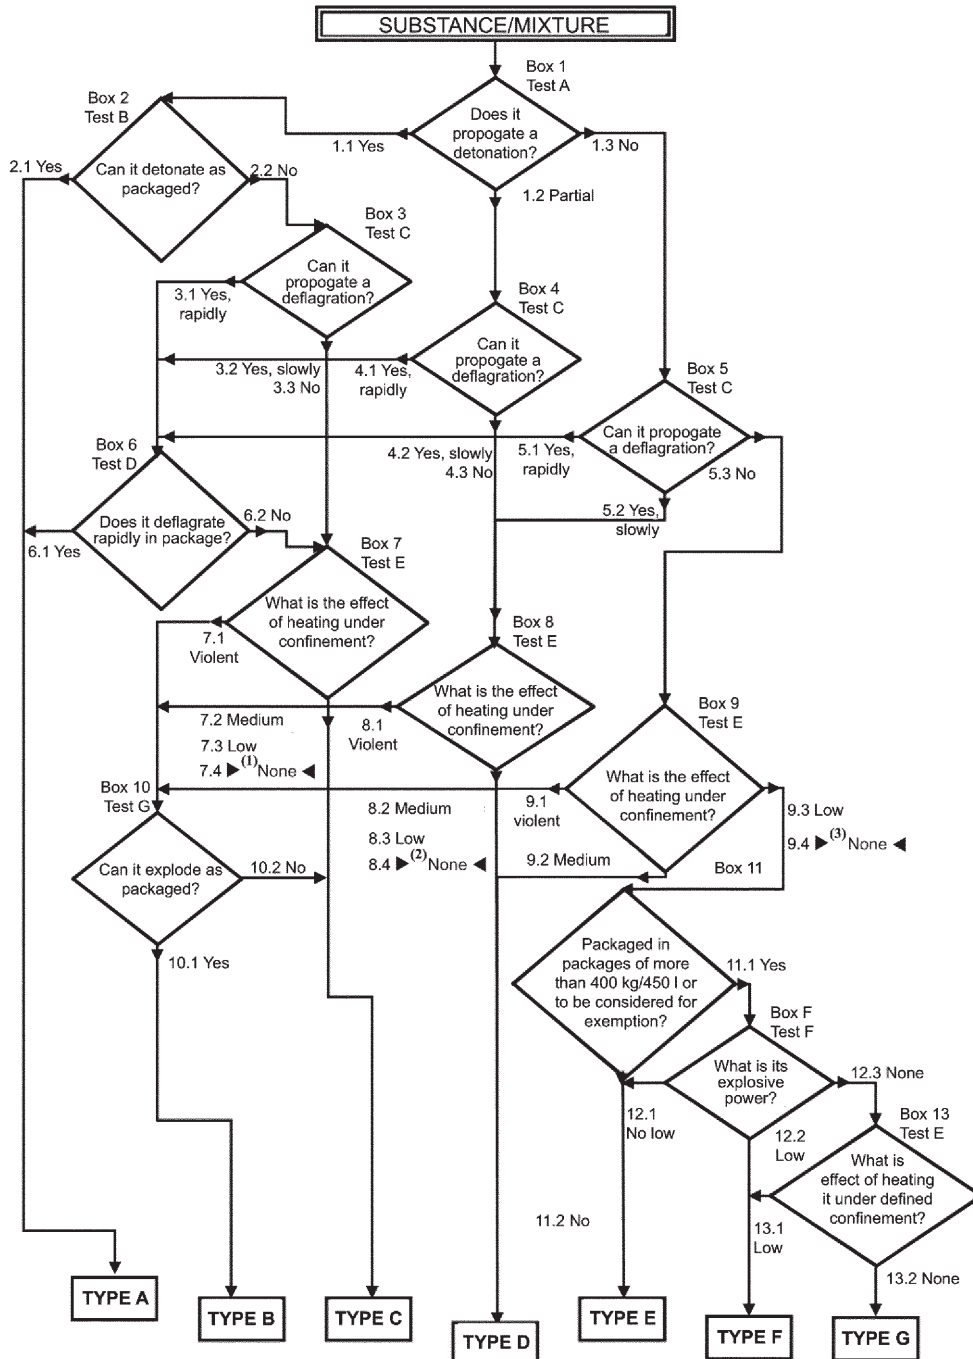 SUBSTANCE/MIXTURE
Box 1
Test A
Does it
propogate a
detonation?
1.1 Yes
1.3 No
1.2 Partial
Box 2
Test B
2.1 Yes
Can it detonate as
packaged?
2.2 No
Box 3
Test C
Can it
propogate a
deflagration?
3.1 Yes,
rapidly
3.2 Yes, slowly
3.3 No
Box 4
Test C
Can it
propogate a
deflagration?
4.1 Yes,
rapidly
4.2 Yes, slowly
4.3 No
Box 5
Test C
Can it propogate
a deflagration?
5.1 Yes,
rapidly
5.3 No
5.2 Yes,
slowly
Box 6
Test D
Does it deflagrate
rapidly in package?
6.1 Yes
6.2 No
Box 7
Test E
What is the effect
of heating under
confinement?
7.1
Violent
7.2 Medium
7.3 Low
7.4 ►(1) None ◄
Box 8
Test E
What is the effect
of heating under
confinement?
8.1
Violent
8.2 Medium
8.3 Low
8.4 ►(2) None ◄
Box 9
Test E
What is the effect
of heating under
confinement?
9.1
violent
9.2 Medium
9.3 Low
9.4 ►(3) None ◄
Box 10
Test G
Can it explode as
packaged?
10.2 No
10.1 Yes
Box 11
Packaged in
packages of more
than 400 kg/450 l or
to be considered for
exemption?
11.1 Yes
11.2 No
Box F
Test F
What is its
explosive
power?
12.1
No low
12.2
Low
12.3 None
Box 13
Test E
What is
effect of heating
it under defined
confinement?
13.1
Low
13.2 None
TYPE A
TYPE B
TYPE C
TYPE D
TYPE E
TYPE F
TYPE G